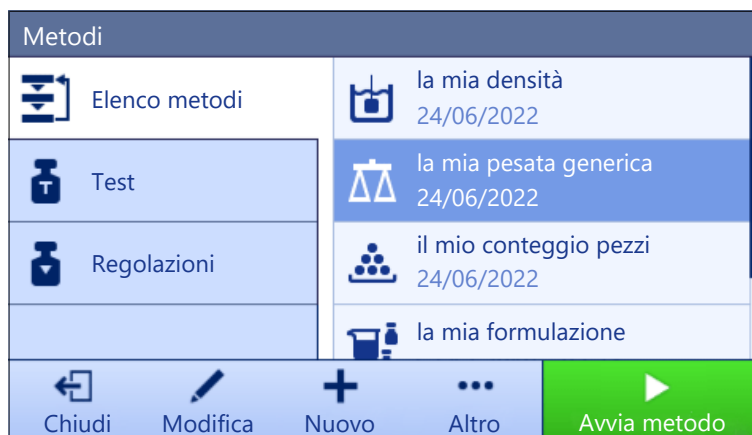 Metodi
Elenco metodi
Test
Regolazioni
la mia densità
24/06/2022
la mia pesata generica
24/06/2022
il mio conteggio pezzi
24/06/2022
la mia formulazione
Chiudi
Modifica
Nuovo
Altro
Avvia metodo